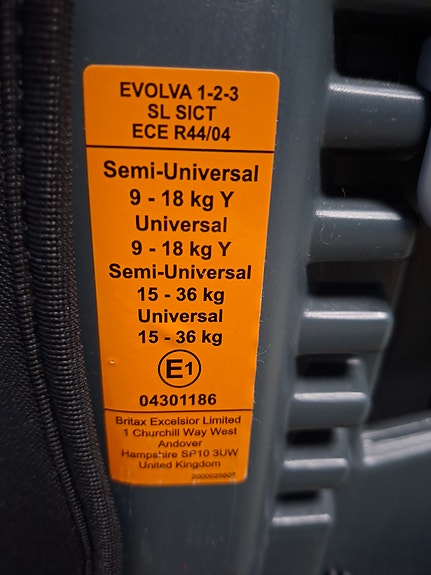 EVOLVA 1-2-3
SL SICT
ECE R44/04
Semi-Universal
9 - 18 kg Y
Universal
9 - 18 kg Y
Semi-Universal
15 - 36 kg
Universal
15 - 36 kg
E1
04301186
Britax Excelsior Limited
1 Churchill Way West
Andover
Hampshire SP10 3UW
United Kingdom